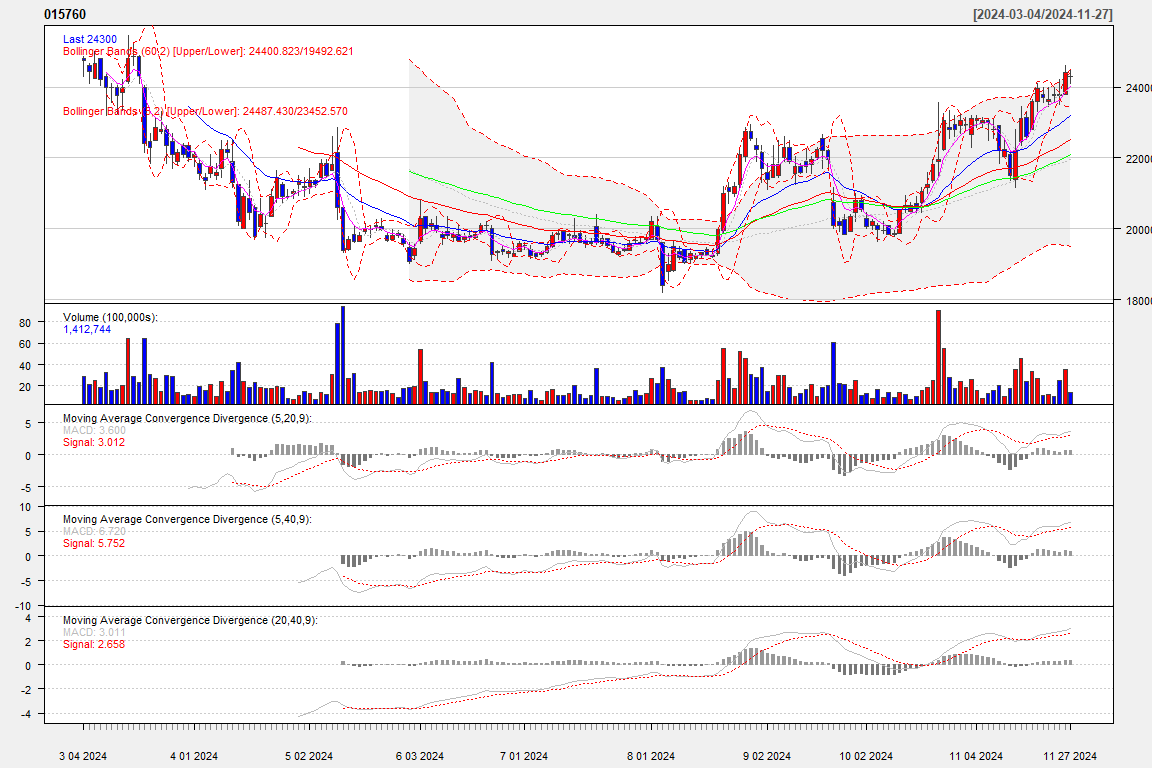 015760 [2024-03-04/2024-11-27]
Last 24300
Bollinger Bands (60,2) [Upper/Lower]: 24400.823/19492.621
Bollinger Bands (5,2) [Upper/Lower]: 24487.430/23452.570
24000
22000
20000
18000
Volume (100,000s):
1,412,744
80
60
40
20
Moving Average Convergence Divergence (5,20,9):
MACD: 3.600
Signal: 3.012
5
0
-5
Moving Average Convergence Divergence (5,40,9):
MACD: 6.720
Signal: 5.752
10
5
0
-5
-10
Moving Average Convergence Divergence (20,40,9):
MACD: 3.011
Signal: 2.658
4
2
0
-2
-4
3 04 2024 4 01 2024 5 02 2024 6 03 2024 7 01 2024 8 01 2024 9 02 2024 10 02 2024 11 04 2024 11 27 2024